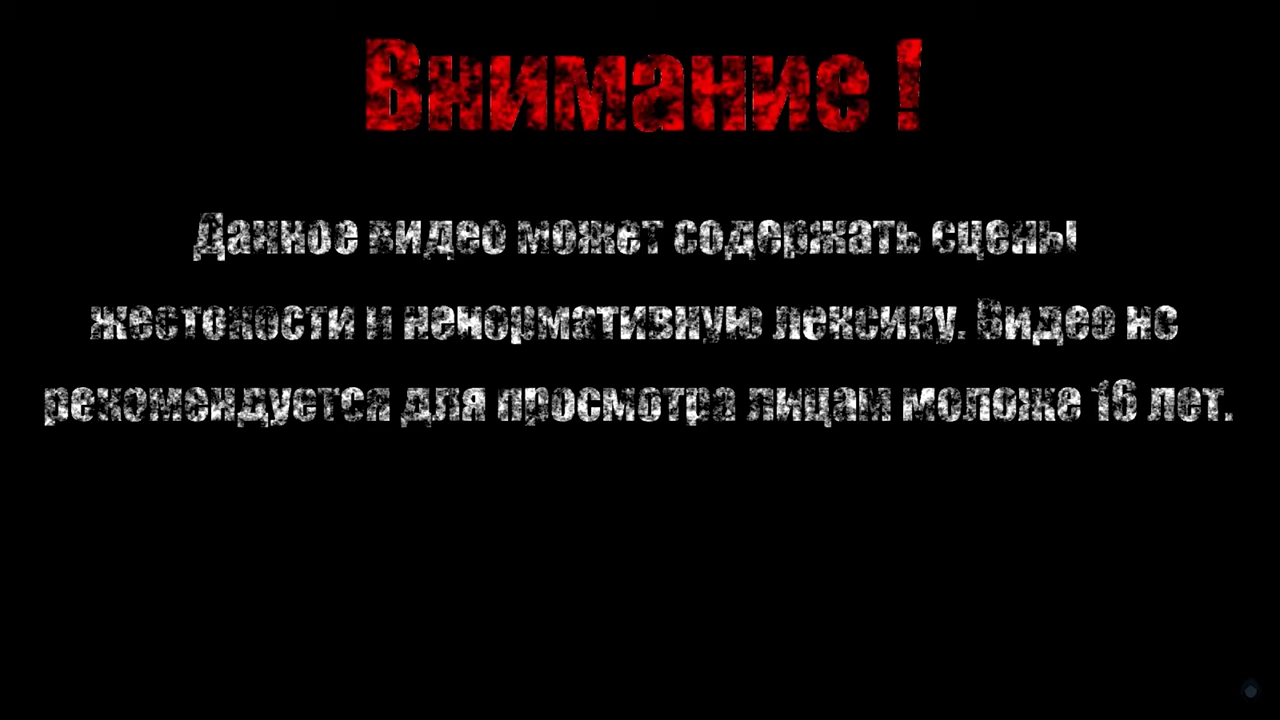 Внимание !
Данное видео может содержать сцены
жестокости и ненормативную лексику. Видео не
рекомендуется для просмотра лицам моложе 16 лет.